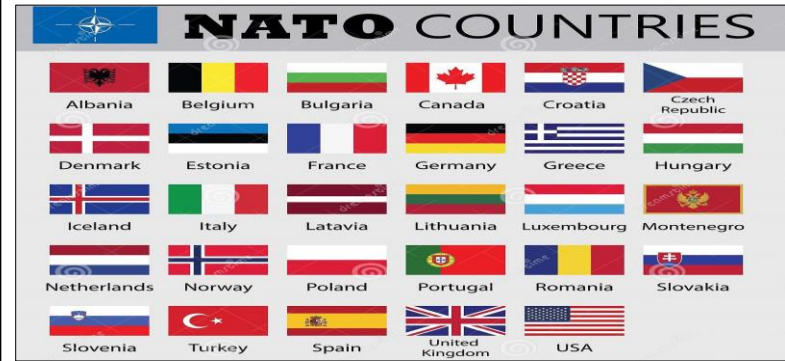 NATO COUNTRIES
Albania Belgium Bulgaria Canada Croatia Czech Republic
Denmark Estonia France Germany Greece Hungary
Iceland Italy Latavia Lithuania Luxembourg Montenegro
Netherlands Norway Poland Portugal Romania Slovakia
Slovenia Turkey Spain United Kingdom USA